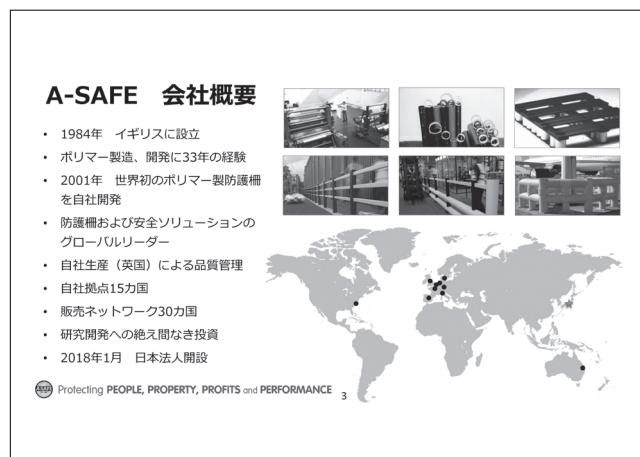 A-SAFE 会社概要
• 1984年 イギリスに設立
• ポリマー製造、開発に33年の経験
• 2001年 世界初のポリマー製防護柵
を自社開発
• 防護柵および安全ソリューションの
グローバルリーダー
• 自社生産（英国）による品質管理
• 自社拠点15カ国
• 販売ネットワーク30カ国
• 研究開発への絶え間なき投資
• 2018年1月 日本法人開設
A-SAFE Protecting PEOPLE, PROPERTY, PROFITS and PERFORMANCE 3